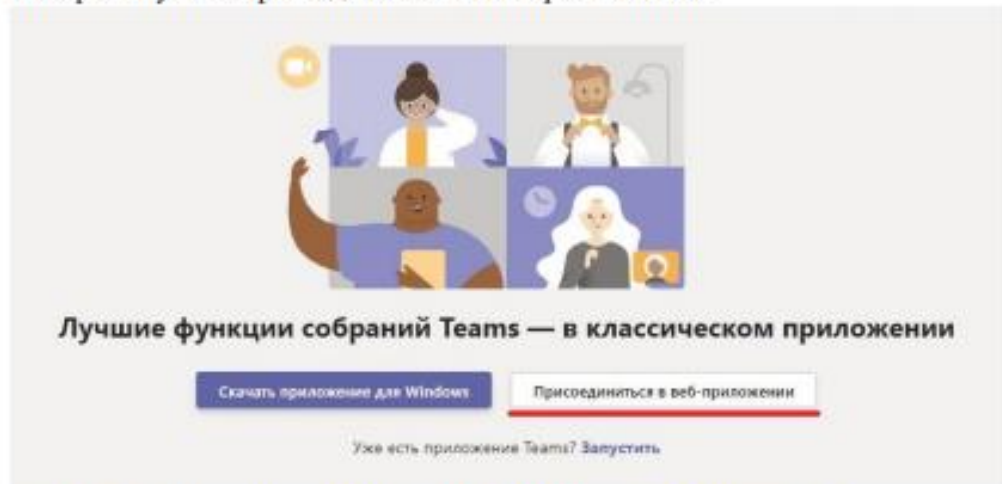 Лучшие функции собраний Teams — в классическом приложении
Скачать приложение для Windows
Присоединиться в веб-приложении
Уже есть приложение Teams? Запустить